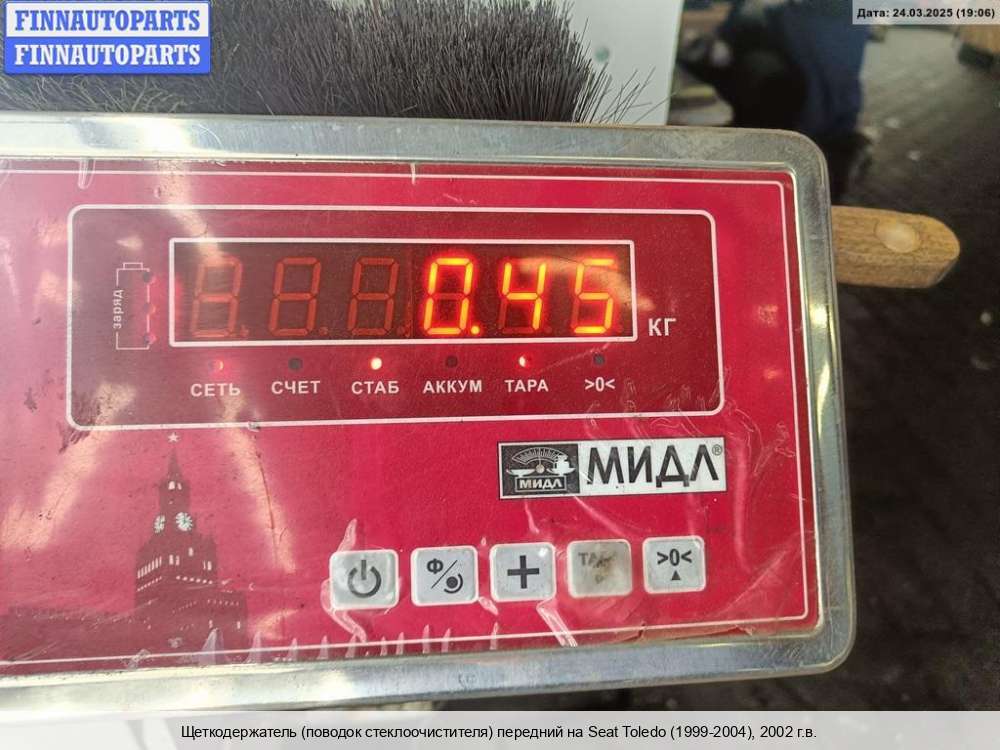 FINNAUTOPARTS
FINNAUTOPARTS
Дата: 24.03.2025 (19:06)
заряд
0.45
КГ
СЕТЬ СЧЕТ СТАБ АККУМ ТАРА >0<
МИДЛ
МИДЛ®
Ф/
+
>0<
Щеткодержатель (поводок стеклоочистителя) передний на Seat Toledo (1999-2004), 2002 г.в.